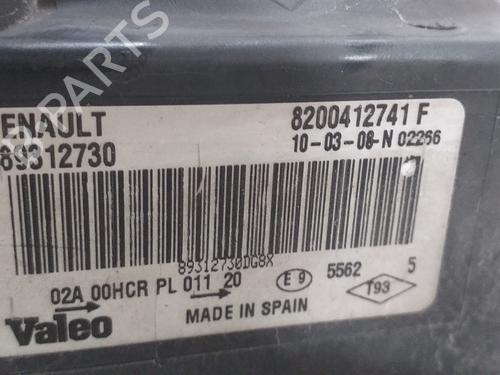 ENAULT
8200412741 F
89312730
10-03-08-N 02266
89312730DG8X
02A 00HCR PL 011 20
E 9
5562
5
T93
Valeo
MADE IN SPAIN